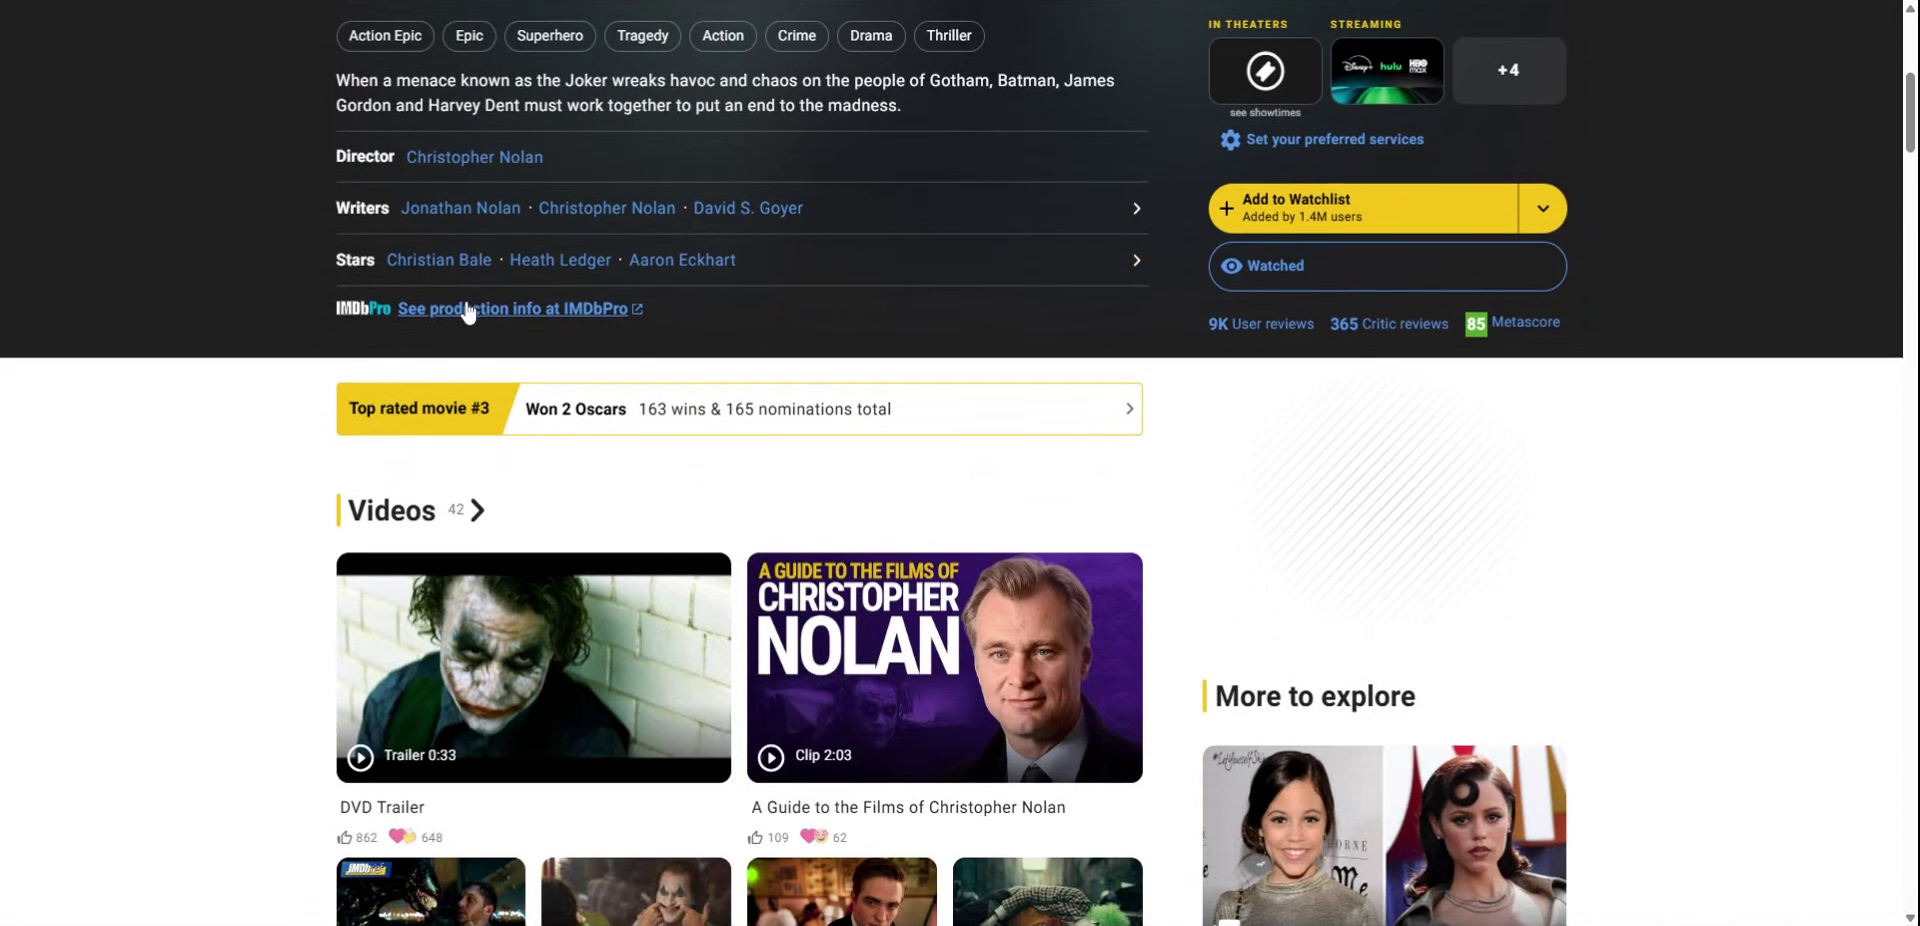 Action Epic
Epic
Superhero
Tragedy
Action
Crime
Drama
Thriller
When a menace known as the Joker wreaks havoc and chaos on the people of Gotham, Batman, James
Gordon and Harvey Dent must work together to put an end to the madness.
Director Christopher Nolan
Writers Jonathan Nolan · Christopher Nolan · David S. Goyer
Stars Christian Bale · Heath Ledger · Aaron Eckhart
IMDbPro See production info at IMDbPro
IN THEATERS
STREAMING
Disney+ hulu HBO max
+4
see showtimes
Set your preferred services
Add to Watchlist
Added by 1.4M users
Watched
9K User reviews 365 Critic reviews 85 Metascore
Top rated movie #3 Won 2 Oscars 163 wins & 165 nominations total
Videos 42
Trailer 0:33
A GUIDE TO THE FILMS OF
CHRISTOPHER
NOLAN
Clip 2:03
DVD Trailer
862 648
A Guide to the Films of Christopher Nolan
109 62
More to explore